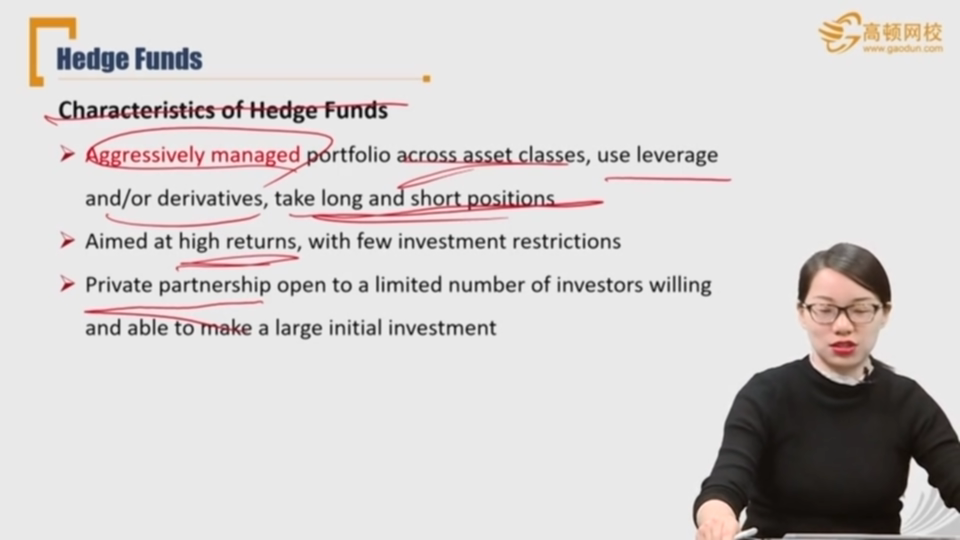 Hedge Funds
高顿网校
www.gaodun.com
Characteristics of Hedge Funds
➢ Aggressively managed portfolio across asset classes, use leverage
and/or derivatives, take long and short positions
➢ Aimed at high returns, with few investment restrictions
➢ Private partnership open to a limited number of investors willing
and able to make a large initial investment